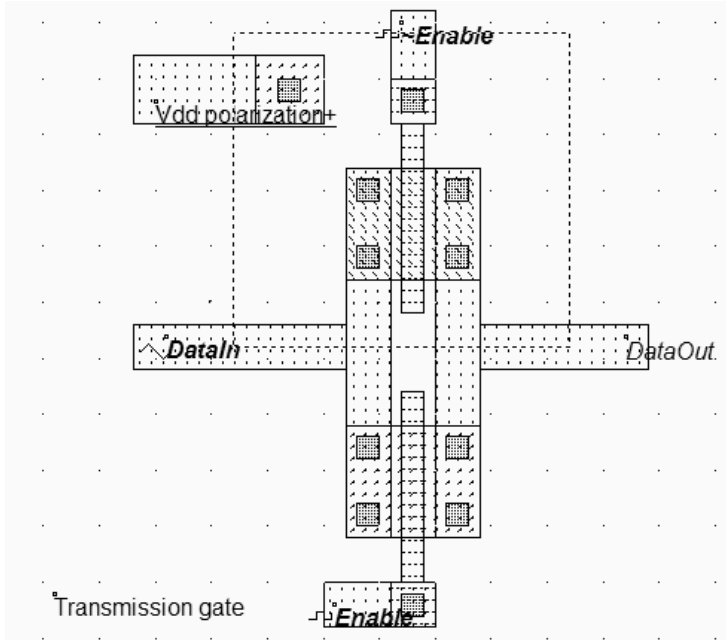 ~Enable
Vdd polarization+
DataIn
DataOut
Transmission gate
Enable